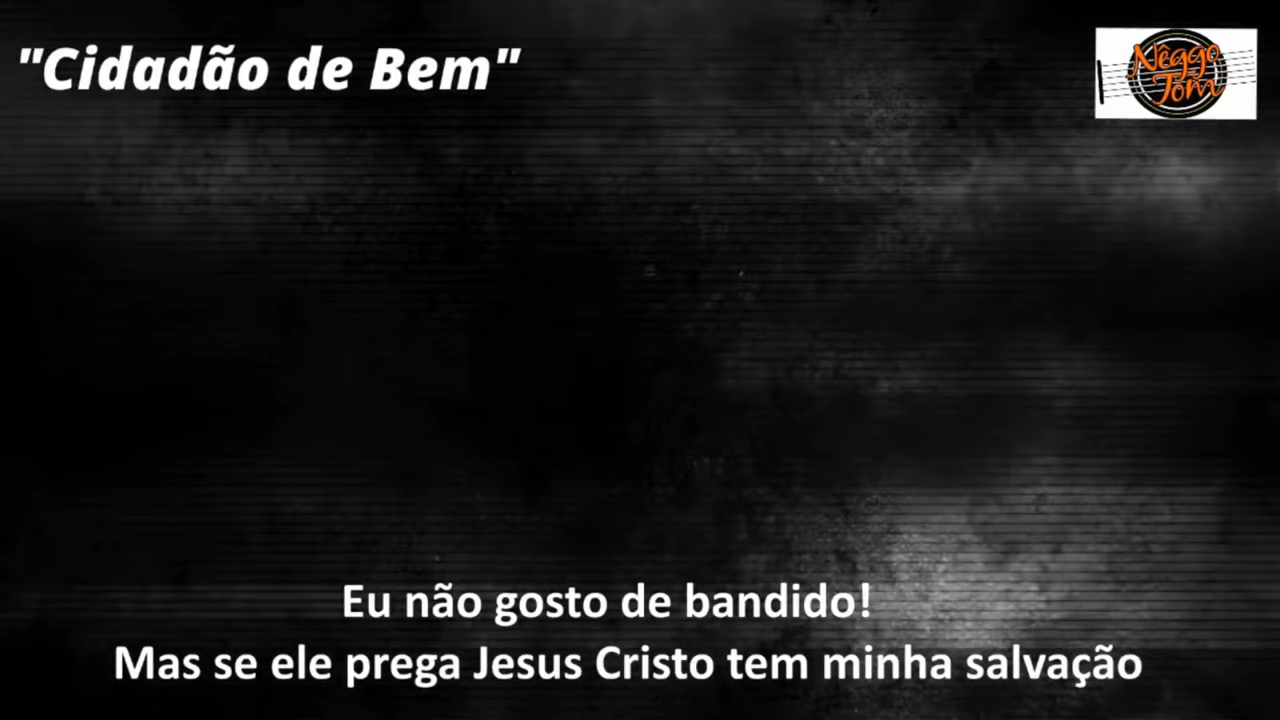 "Cidadão de Bem"
Nêggo
Tom
Eu não gosto de bandido!
Mas se ele prega Jesus Cristo tem minha salvação